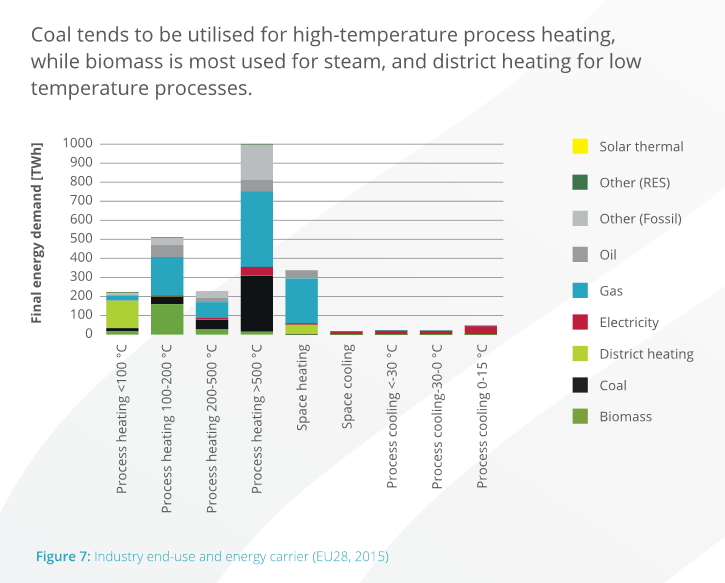 Coal tends to be utilised for high-temperature process heating,
while biomass is most used for steam, and district heating for low
temperature processes.
Final energy demand [TWh]
1000
900
800
700
600
500
400
300
200
100
0
Process heating <100 °C
Process heating 100-200 °C
Process heating 200-500 °C
Process heating >500 °C
Space heating
Space cooling
Process cooling <-30 °C
Process cooling-30-0 °C
Process cooling 0-15 °C
Solar thermal
Other (RES)
Other (Fossil)
Oil
Gas
Electricity
District heating
Coal
Biomass
Figure 7: Industry end-use and energy carrier (EU28, 2015)